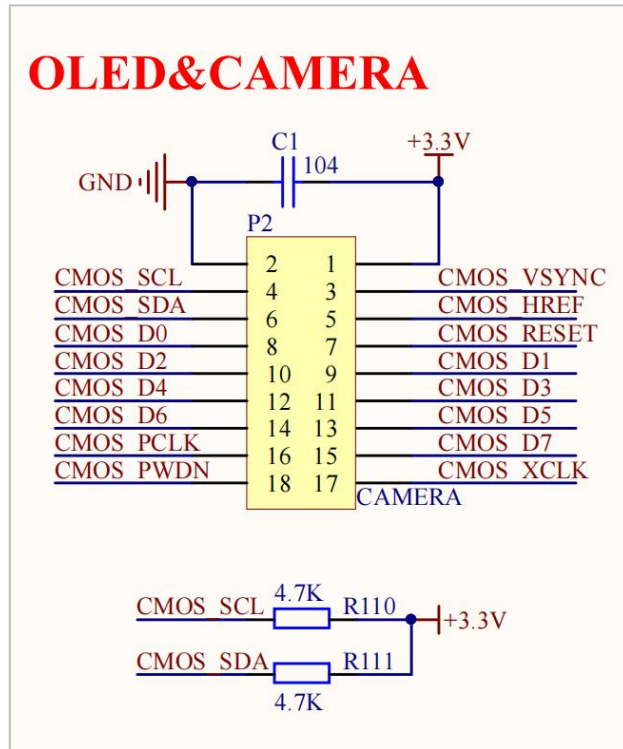 OLED&CAMERA
C1
+3.3V
GND
104
P2
2 1
CMOS_SCL 4 3 CMOS_VSYNC
CMOS_SDA 6 5 CMOS_HREF
CMOS_D0 8 7 CMOS_RESET
CMOS_D2 10 9 CMOS_D1
CMOS_D4 12 11 CMOS_D3
CMOS_D6 14 13 CMOS_D5
CMOS_PCLK 16 15 CMOS_D7
CMOS_PWDN 18 17 CMOS_XCLK
CAMERA
4.7K
CMOS_SCL R110
+3.3V
CMOS_SDA R111
4.7K